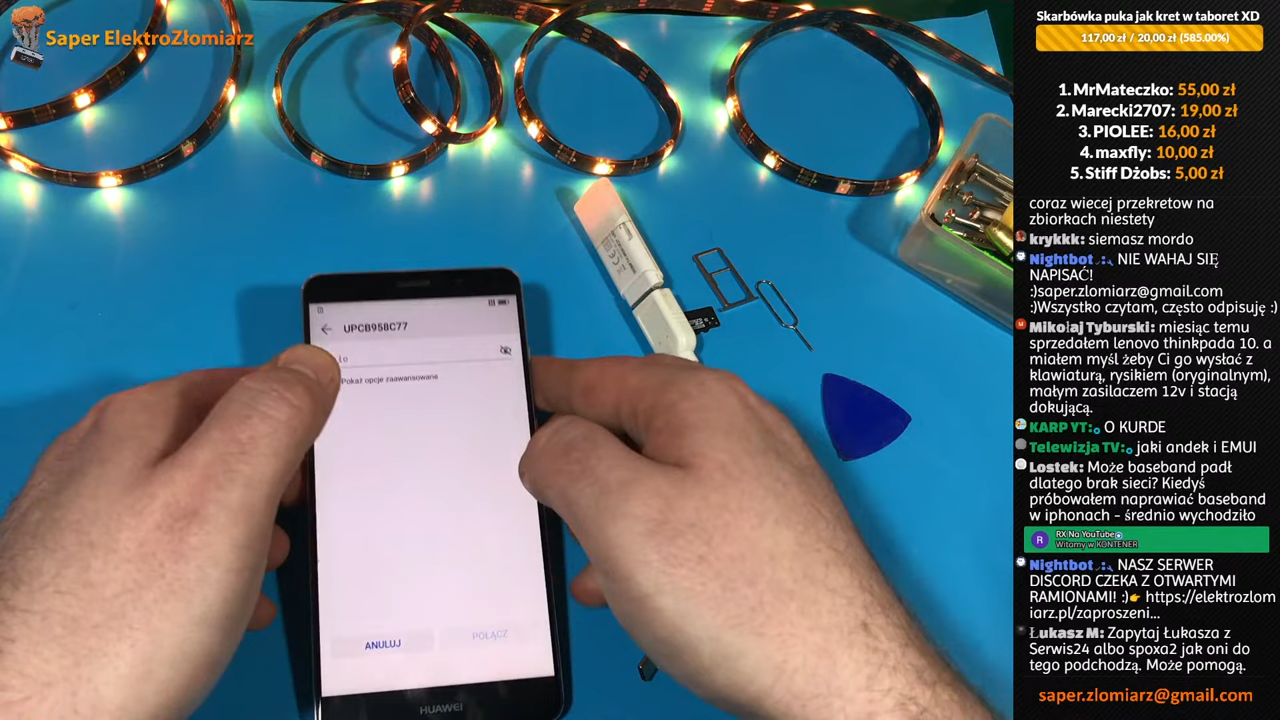 Saper ElektroZłomiarz
UPCB958C77
Pokaż opcje zaawansowane
ANULUJ
POŁĄCZ
HUAWEI
Skarbówka puka jak kret w taboret XD
117,00 zł / 20,00 zł (585.00%)
1. MrMateczko: 55,00 zł
2. Marecki2707: 19,00 zł
3. PIOLEE: 16,00 zł
4. maxfly: 10,00 zł
5. Stiff Dżobs: 5,00 zł
coraz wiecej przekretow na
zbiorkach niestety
krykkk: siemasz mordo
Nightbot: NIE WAHAJ SIĘ
NAPISAĆ!
:)saper.zlomiarz@gmail.com
:)Wszystko czytam, często odpisuję :)
Mikołaj Tyburski: miesiąc temu
sprzedałem lenovo thinkpada 10. a
miałem myśl żeby Ci go wysłać z
klawiaturą, rysikiem (oryginalnym),
małym zasilaczem 12v i stacją
dokującą.
KARP YT: O KURDE
Telewizja TV: jaki andek i EMUI
Lostek: Może baseband padł
dlatego brak sieci? Kiedyś
próbowałem naprawiać baseband
w iphonach - średnio wychodziło
R RX Na YouTube
Witamy w KONTENER
Nightbot: NASZ SERWER
DISCORD CZEKA Z OTWARTYMI
RAMIONAMI! :)👉 https://elektrozlom
iarz.pl/zaproszeni...
Łukasz M: Zapytaj Łukasza z
Serwis24 albo spoxa2 jak oni do
tego podchodzą. Może pomogą.
saper.zlomiarz@gmail.com